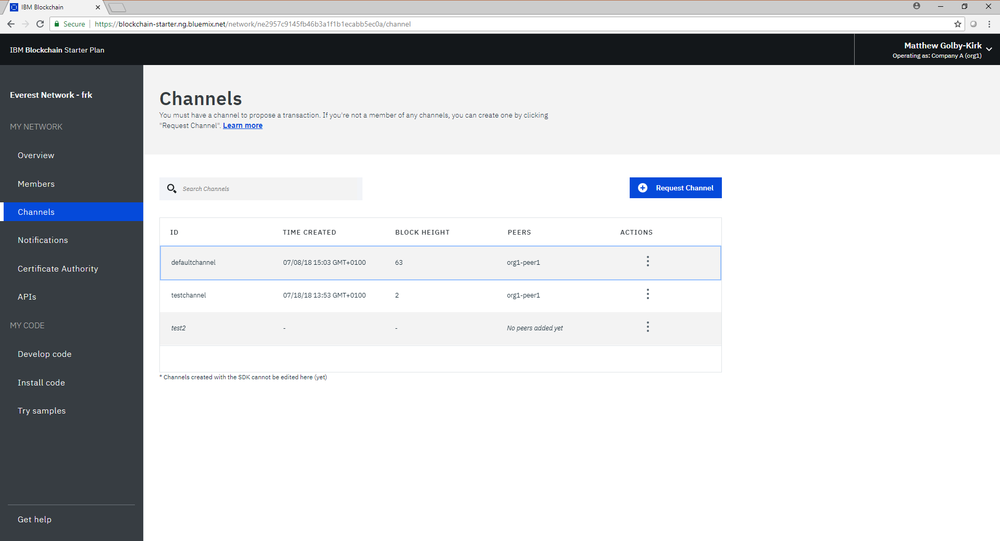 IBM Blockchain
Secure
https://blockchain-starter.ng.bluemix.net/network/ne2957c9145fb46b3a1f1b1ecabb5ec0a/channel
IBM Blockchain Starter Plan
Matthew Golby-Kirk
Operating as: Company A (org1)
Everest Network - frk
MY NETWORK
Overview
Members
Channels
Notifications
Certificate Authority
APIs
MY CODE
Develop code
Install code
Try samples
Get help
Channels
You must have a channel to propose a transaction. If you're not a member of any channels, you can create one by clicking
"Request Channel". Learn more
Search Channels
Request Channel
ID TIME CREATED BLOCK HEIGHT PEERS ACTIONS
defaultchannel 07/08/18 15:03 GMT+0100 63 org1-peer1
testchannel 07/18/18 13:53 GMT+0100 2 org1-peer1
test2 - - No peers added yet
* Channels created with the SDK cannot be edited here (yet)